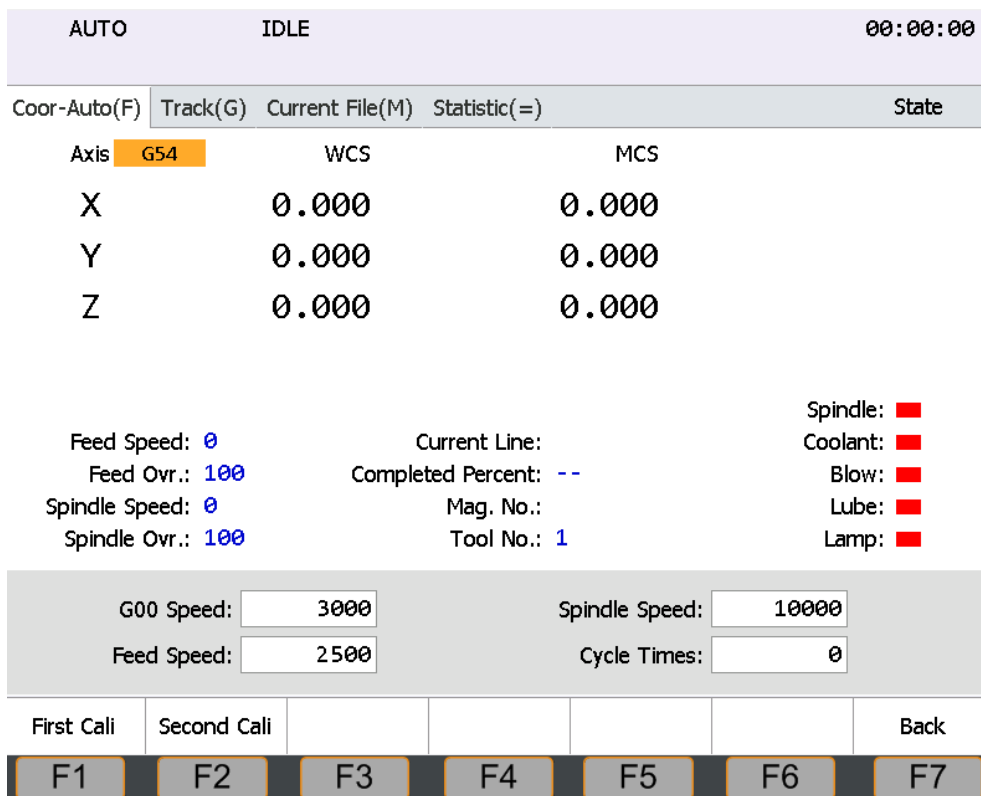 AUTO IDLE 00:00:00
Coor-Auto(F) Track(G) Current File(M) Statistic(=) State
Axis G54 WCS MCS
X 0.000 0.000
Y 0.000 0.000
Z 0.000 0.000
Spindle:
Feed Speed: 0 Current Line: Coolant:
Feed Ovr.: 100 Completed Percent: -- Blow:
Spindle Speed: 0 Mag. No.: Lube:
Spindle Ovr.: 100 Tool No.: 1 Lamp:
G00 Speed: 3000 Spindle Speed: 10000
Feed Speed: 2500 Cycle Times: 0
First Cali Second Cali Back
F1 F2 F3 F4 F5 F6 F7